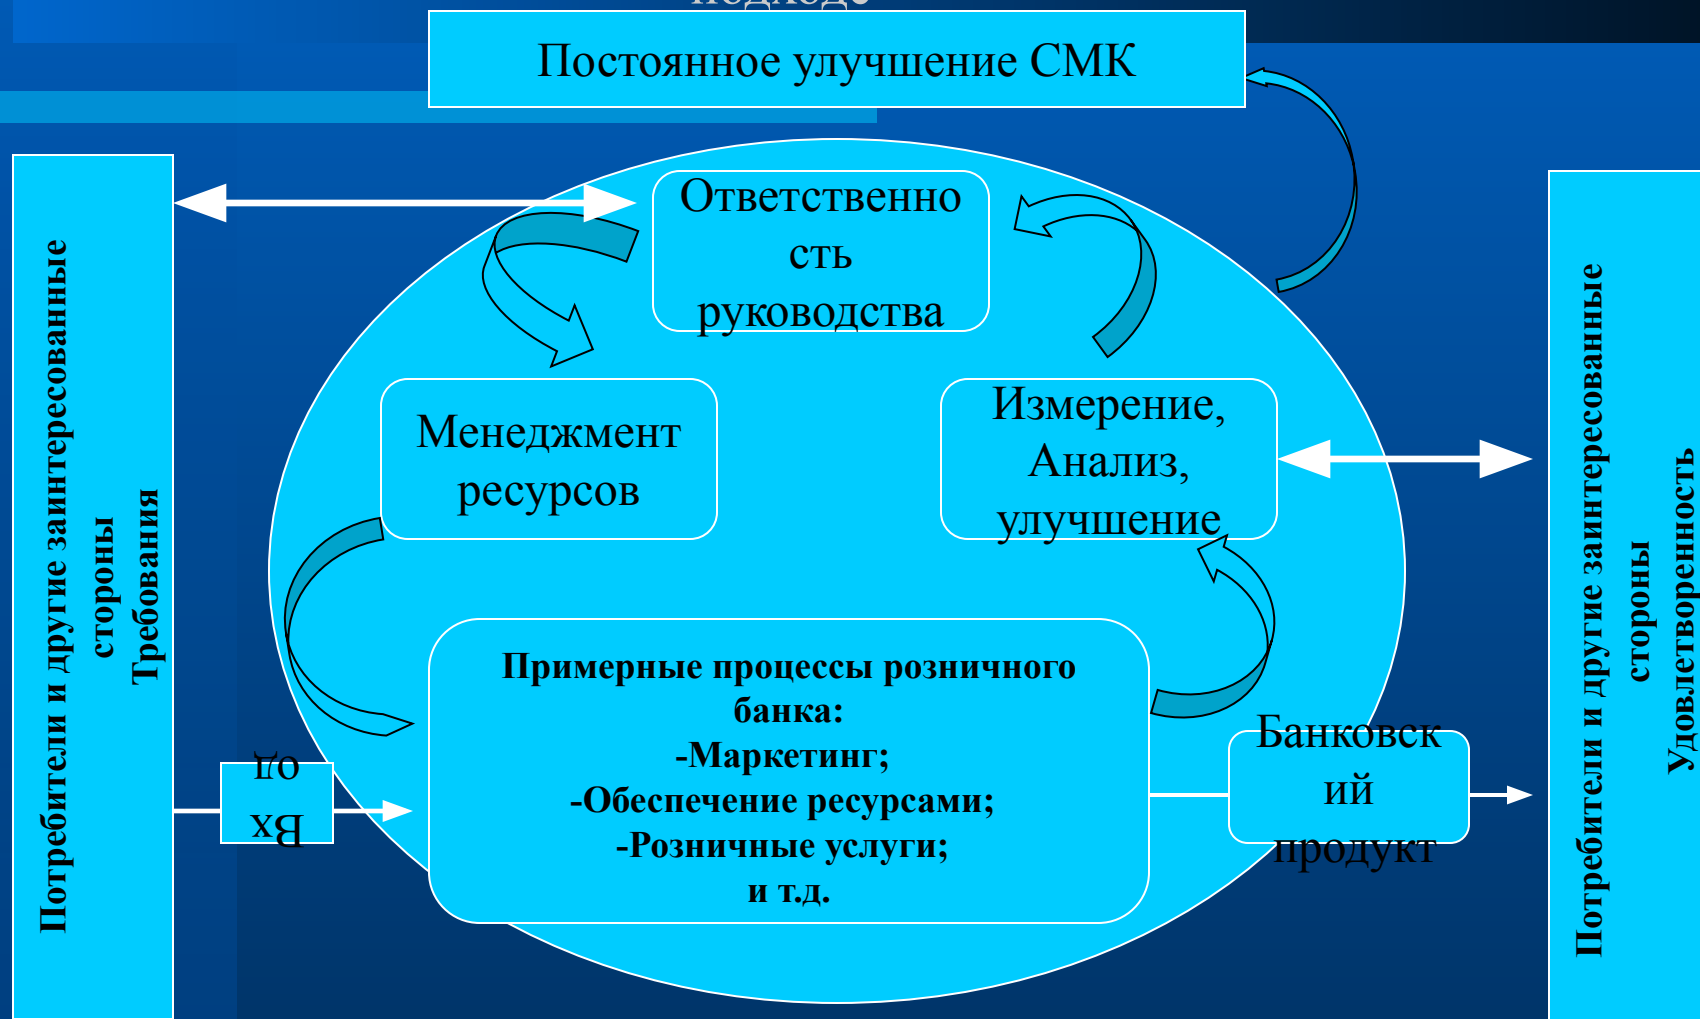 подходе
Постоянное улучшение СМК
Потребители и другие заинтересованные
стороны
Требования
Ответственно
сть
руководства
Менеджмент
ресурсов
Измерение,
Анализ,
улучшение
Вх
од
Примерные процессы розничного
банка:
-Маркетинг;
-Обеспечение ресурсами;
-Розничные услуги;
и т.д.
Банковск
ий
продукт
Потребители и другие заинтересованные
стороны
Удовлетворенность